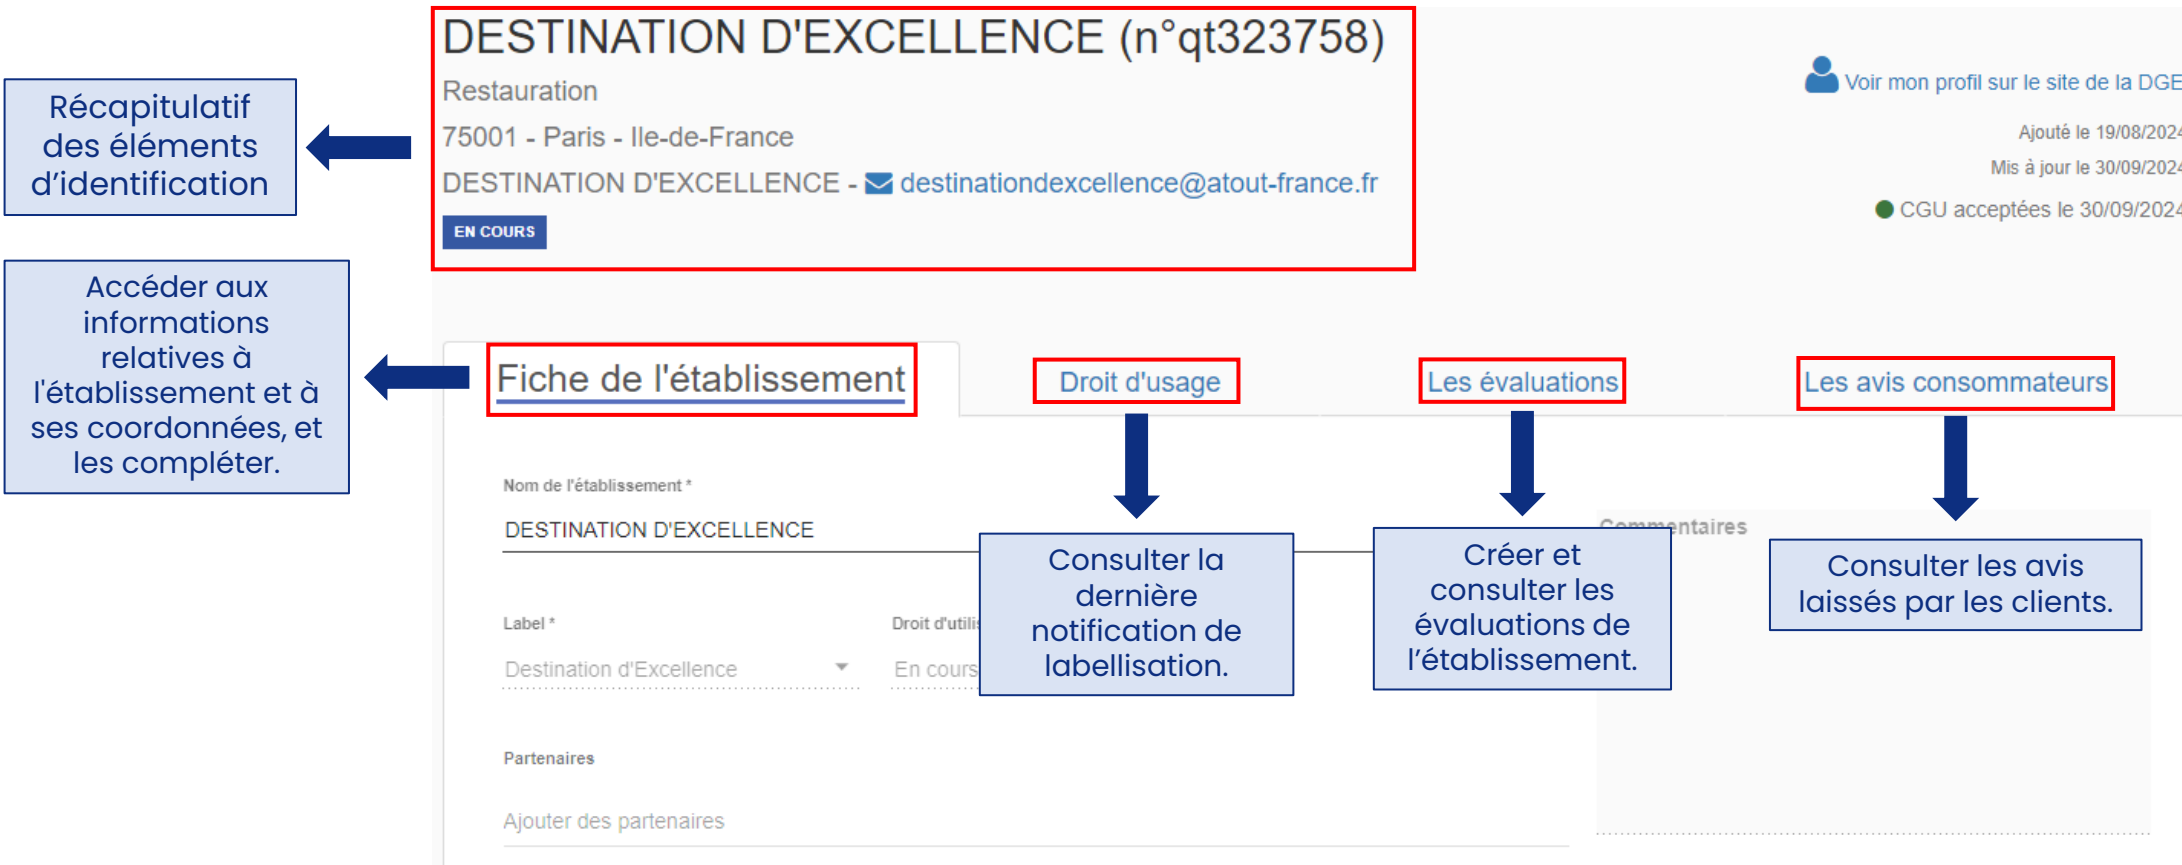 DESTINATION D'EXCELLENCE (n°qt323758)
Restauration
75001 - Paris - Ile-de-France
DESTINATION D'EXCELLENCE - destinationdexcellence@atout-france.fr
EN COURS
Voir mon profil sur le site de la DGE
Ajouté le 19/08/2024
Mis à jour le 30/09/2024
CGU acceptées le 30/09/2024
Récapitulatif
des éléments
d’identification
Accéder aux
informations
relatives à
l'établissement et à
ses coordonnées, et
les compléter.
Fiche de l'établissement
Droit d'usage
Les évaluations
Les avis consommateurs
Nom de l'établissement *
DESTINATION D'EXCELLENCE
Commentaires
Consulter la
dernière
notification de
labellisation.
Créer et
consulter les
évaluations de
l’établissement.
Consulter les avis
laissés par les clients.
Label *
Destination d'Excellence
Droit d'utilis
En cours
Partenaires
Ajouter des partenaires